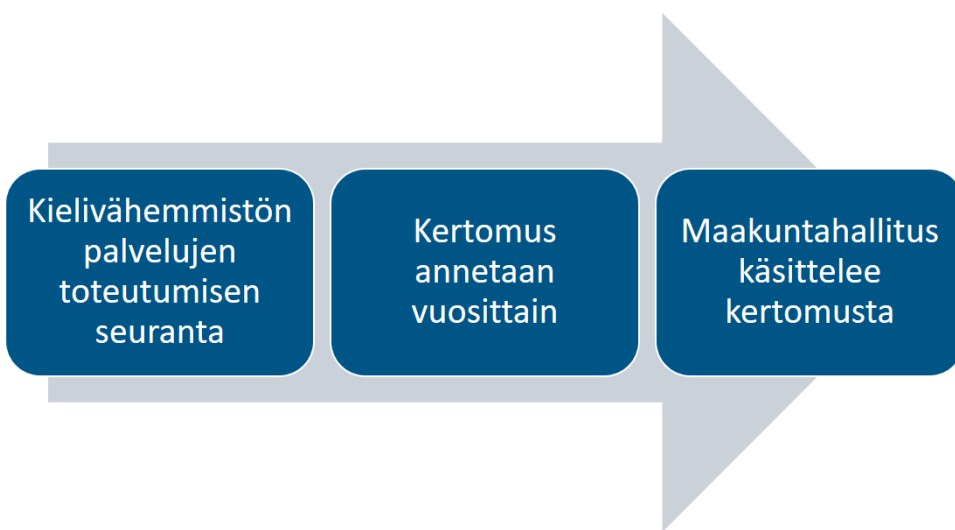 Kielivähemmistön
palvelujen
toteutumisen
seuranta
Kertomus
annetaan
vuosittain
Maakuntahallitus
käsittelee
kertomusta